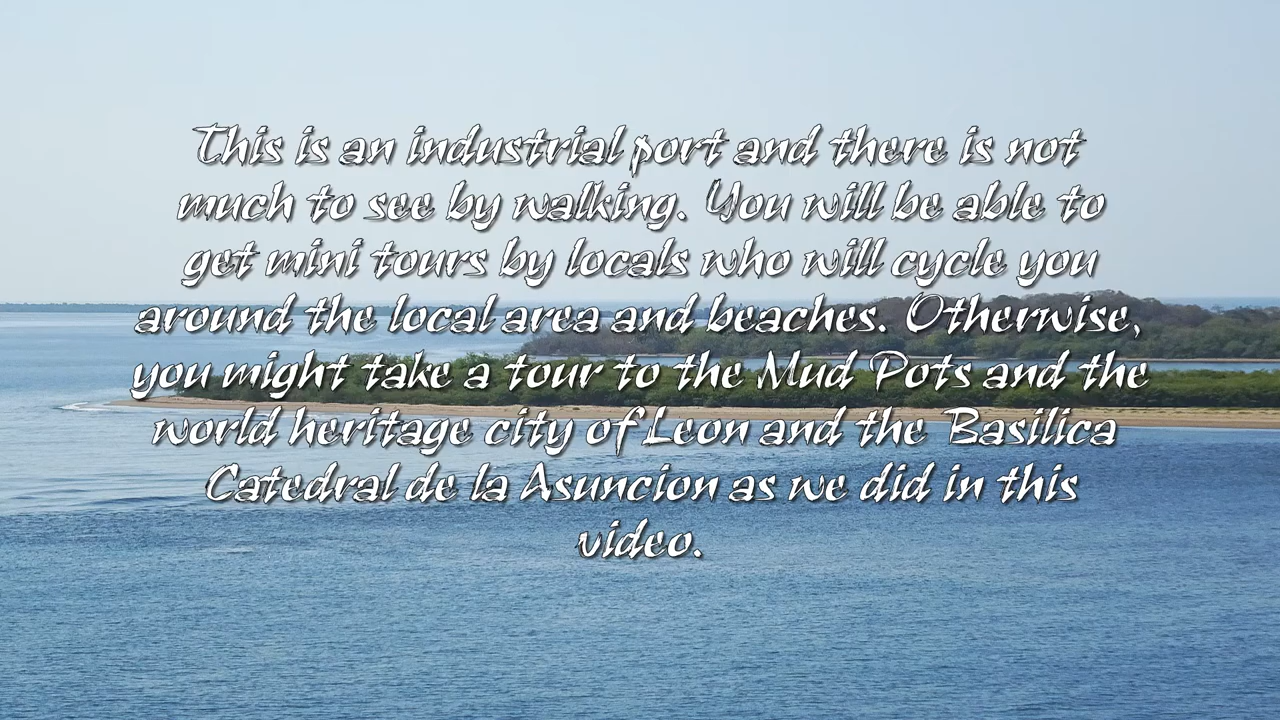 This is an industrial port and there is not
much to see by walking. You will be able to
get mini tours by locals who will cycle you
around the local area and beaches. Otherwise,
you might take a tour to the Mud Pots and the
world heritage city of Leon and the Basilica
Catedral de la Asuncion as we did in this
video.